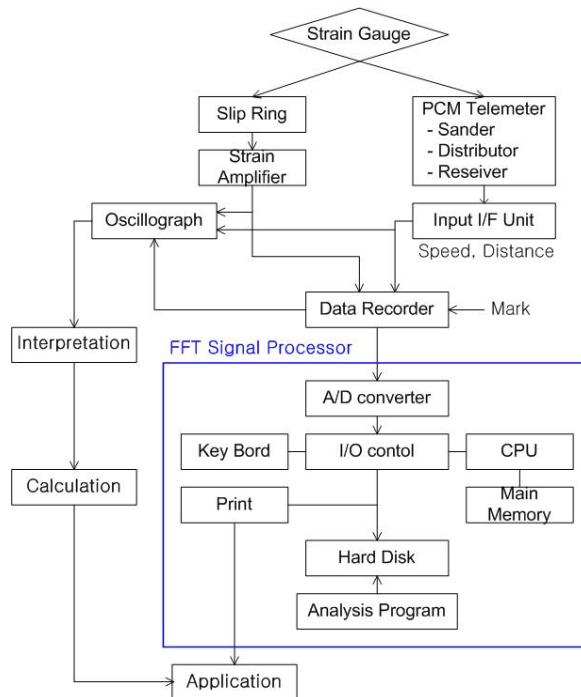 Strain Gauge
Slip Ring
PCM Telemeter
- Sander
- Distributor
- Reseiver
Strain
Amplifier
Oscillograph
Input I/F Unit
Speed, Distance
Data Recorder
Mark
Interpretation
FFT Signal Processor
A/D converter
Key Bord
I/O contol
CPU
Calculation
Print
Main
Memory
Hard Disk
Analysis Program
Application